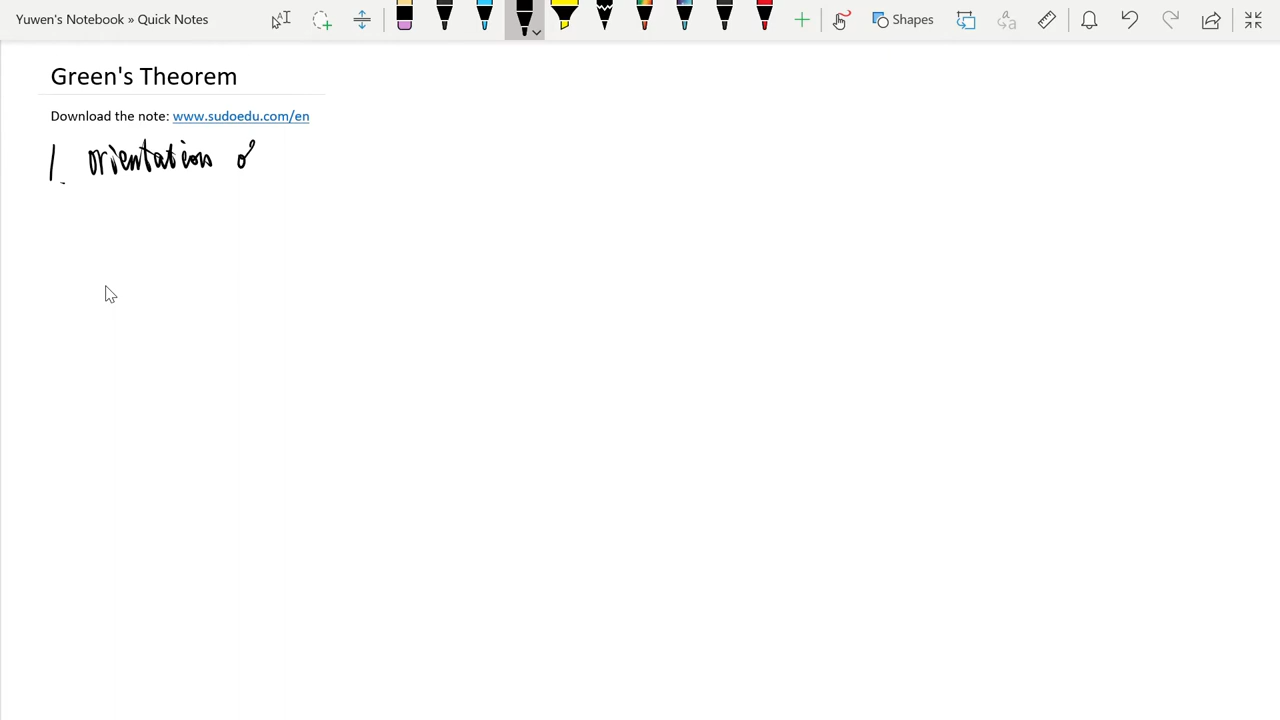 Yuwen's Notebook » Quick Notes
Shapes
Green's Theorem
Download the note: www.sudoedu.com/en
1. orientation of